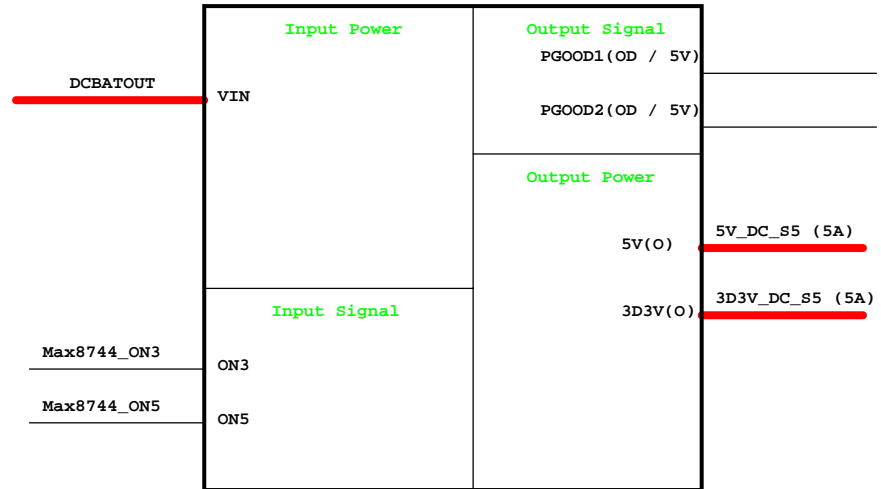 Input Power
Output Signal
PGOOD1(OD / 5V)
DCBATOUT
VIN
PGOOD2(OD / 5V)
Output Power
5V(O)
5V_DC_S5 (5A)
3D3V_DC_S5 (5A)
Input Signal
3D3V(O)
Max8744_ON3
ON3
Max8744_ON5
ON5